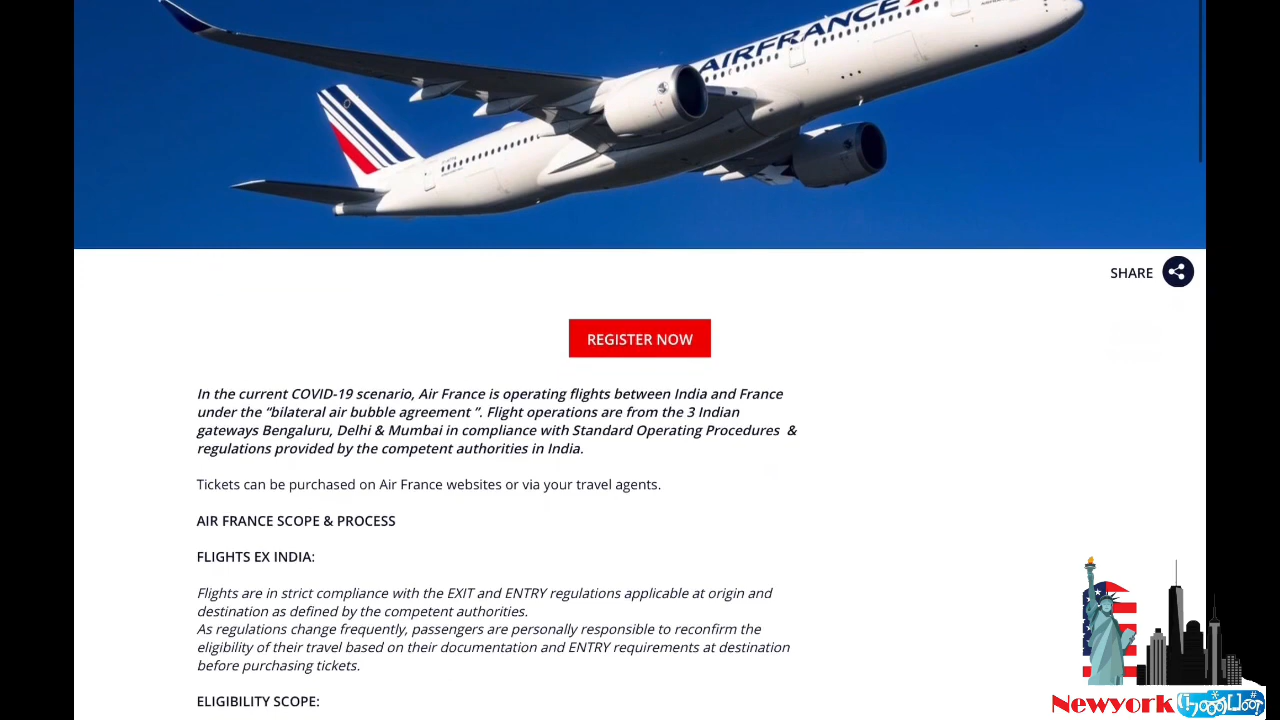 AIRFRANCE
SHARE
REGISTER NOW
In the current COVID-19 scenario, Air France is operating flights between India and France
under the “bilateral air bubble agreement ”. Flight operations are from the 3 Indian
gateways Bengaluru, Delhi & Mumbai in compliance with Standard Operating Procedures  &
regulations provided by the competent authorities in India.
Tickets can be purchased on Air France websites or via your travel agents.
AIR FRANCE SCOPE & PROCESS
FLIGHTS EX INDIA:
Flights are in strict compliance with the EXIT and ENTRY regulations applicable at origin and
destination as defined by the competent authorities.
As regulations change frequently, passengers are personally responsible to reconfirm the
eligibility of their travel based on their documentation and ENTRY requirements at destination
before purchasing tickets.
ELIGIBILITY SCOPE:
Newyork நண்பன்